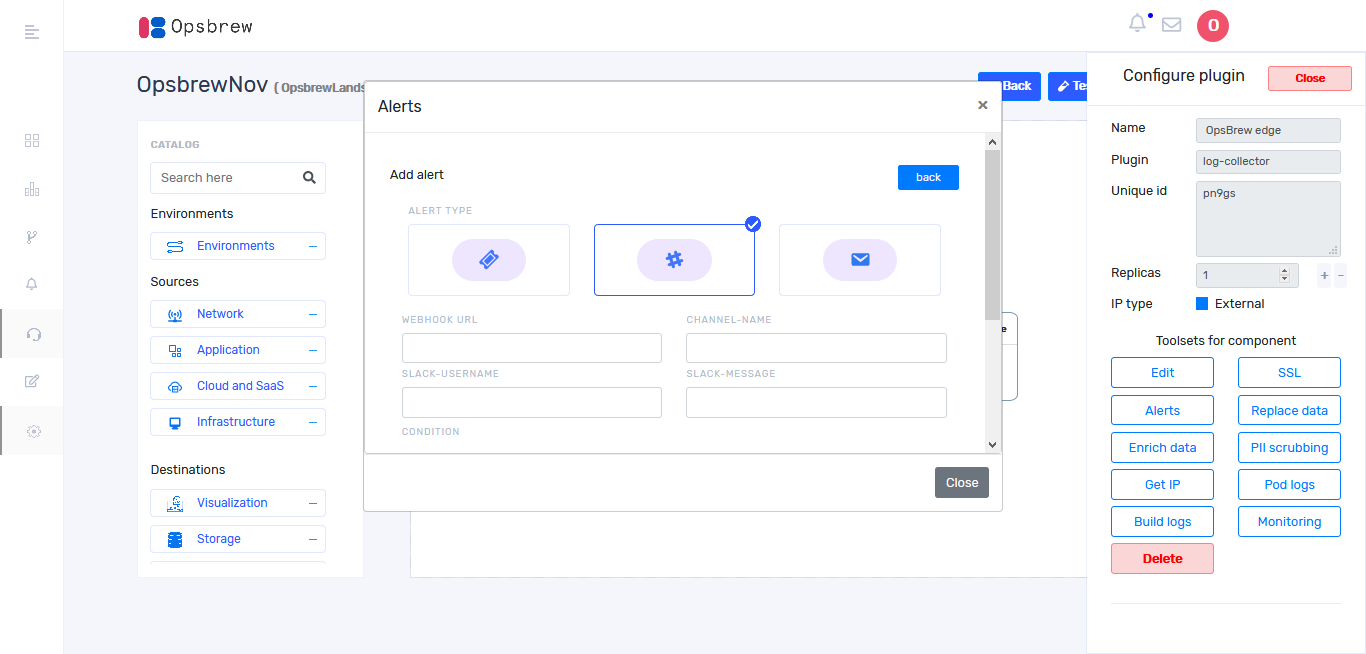 Opsbrew
O
OpsbrewNov ( OpsbrewLands
Back
Tes
CATALOG
Search here
Environments
Environments
Sources
Network
Application
Cloud and SaaS
Infrastructure
Destinations
Visualization
Storage
Alerts
×
Add alert
back
ALERT TYPE
WEBHOOK URL
CHANNEL-NAME
SLACK-USERNAME
SLACK-MESSAGE
CONDITION
Close
e
Configure plugin
Close
Name
OpsBrew edge
Plugin
log-collector
Unique id
pn9gs
Replicas
1
+ −
IP type
External
Toolsets for component
Edit
SSL
Alerts
Replace data
Enrich data
PII scrubbing
Get IP
Pod logs
Build logs
Monitoring
Delete